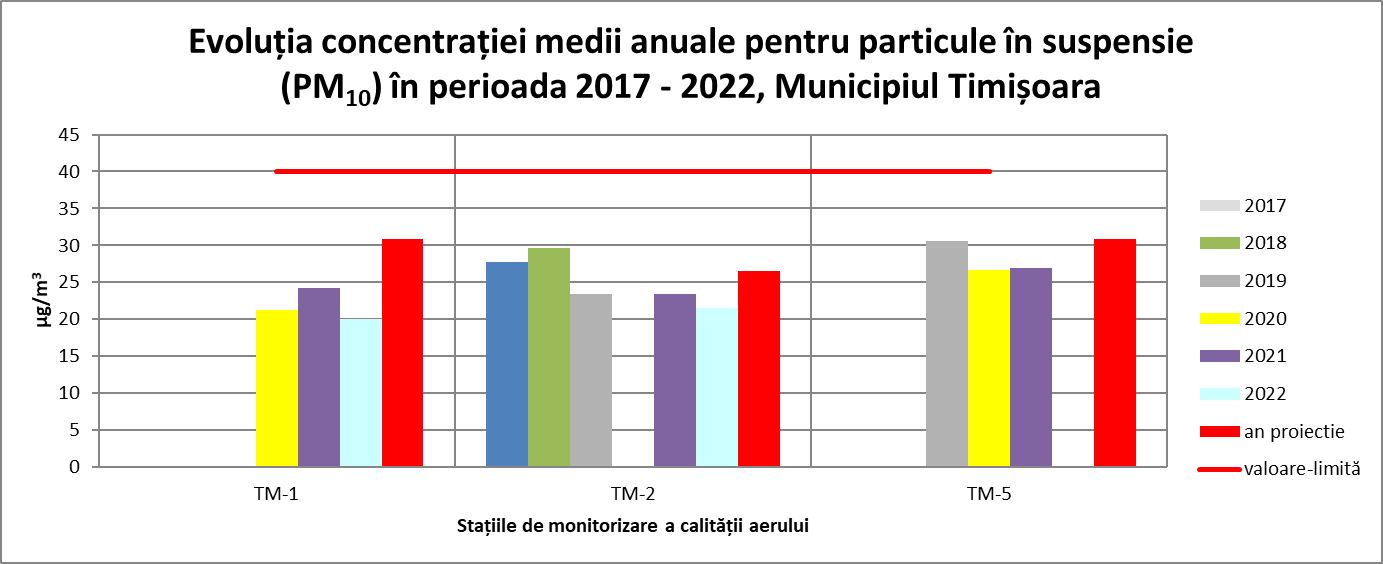 Evoluția concentrației medii anuale pentru particule în suspensie
(PM10) în perioada 2017 - 2022, Municipiul Timișoara
45
40
35
30
25
20
15
10
5
0
µg/m³
TM-1 TM-2 TM-5
Stațiile de monitorizare a calității aerului
2017
2018
2019
2020
2021
2022
an proiectie
valoare-limită